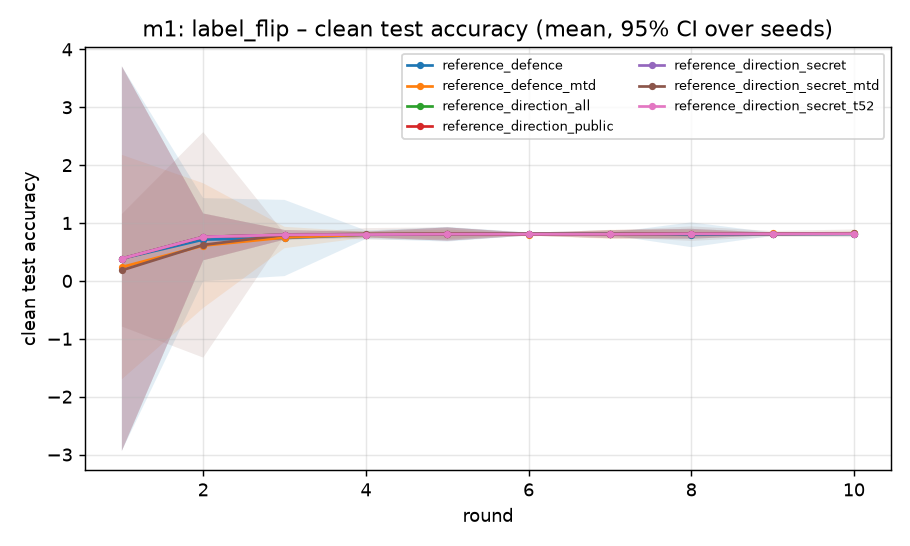 m1: label_flip – clean test accuracy (mean, 95% CI over seeds)
reference_defence
reference_defence_mtd
reference_direction_all
reference_direction_public
reference_direction_secret
reference_direction_secret_mtd
reference_direction_secret_t52
clean test accuracy
4
3
2
1
0
−1
−2
−3
2
4
6
8
10
round